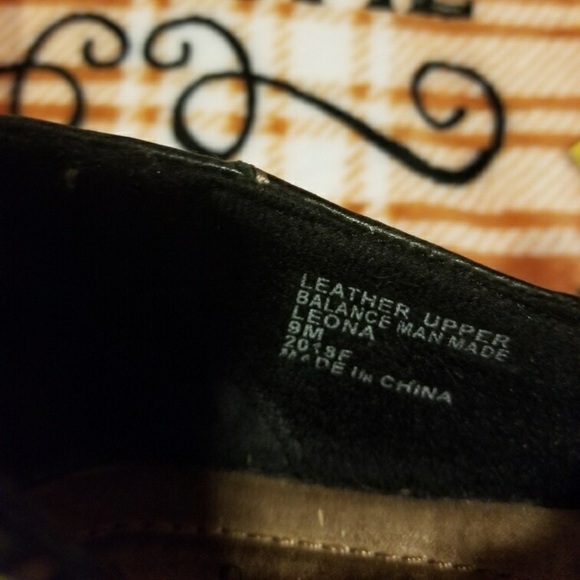 LEATHER UPPER
BALANCE MAN MADE
LEONA
9M
2018F
MADE IN CHINA